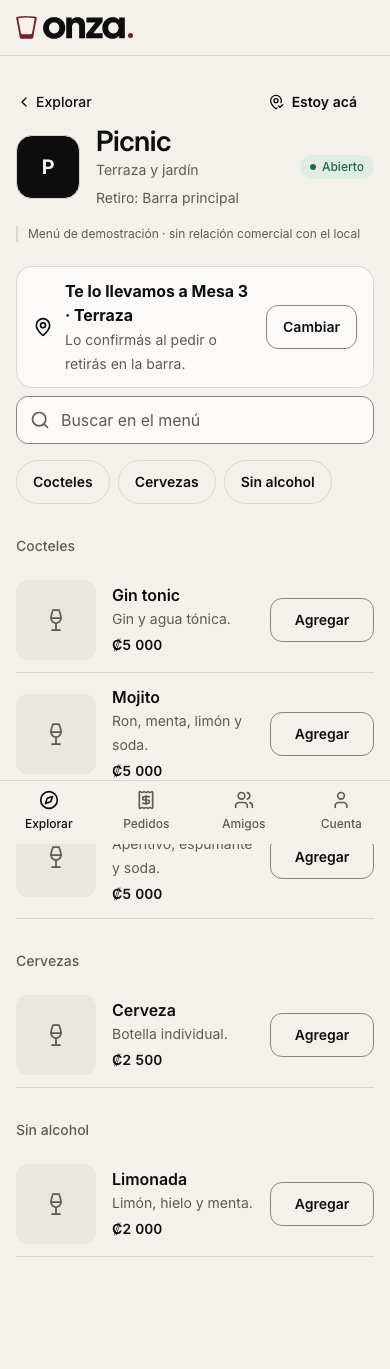 onza.
Explorar
Estoy acá
P
Picnic
Terraza y jardín
Retiro: Barra principal
Abierto
Menú de demostración · sin relación comercial con el local
Te lo llevamos a Mesa 3
· Terraza
Lo confirmás al pedir o
retirás en la barra.
Cambiar
Buscar en el menú
Cocteles
Cervezas
Sin alcohol
Cocteles
Gin tonic
Gin y agua tónica.
₡5 000
Agregar
Mojito
Ron, menta, limón y
soda.
₡5 000
Agregar
Explorar
Pedidos
Amigos
Cuenta
Aperitivo, espumante
y soda.
₡5 000
Agregar
Cervezas
Cerveza
Botella individual.
₡2 500
Agregar
Sin alcohol
Limonada
Limón, hielo y menta.
₡2 000
Agregar